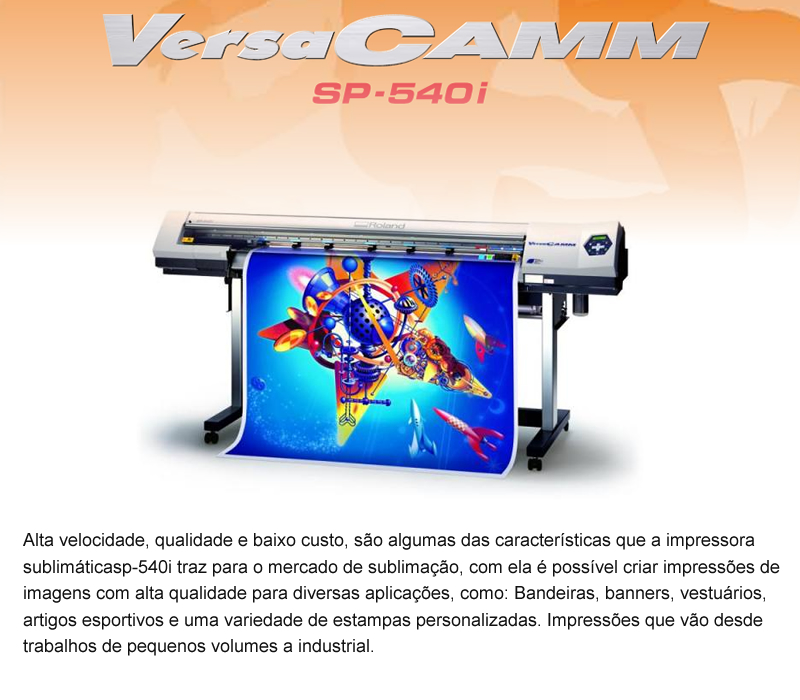 VersaCAMM
SP-540i
Roland
VersaCAMM
Alta velocidade, qualidade e baixo custo, são algumas das características que a impressora
sublimáticasp-540i traz para o mercado de sublimação, com ela é possível criar impressões de
imagens com alta qualidade para diversas aplicações, como: Bandeiras, banners, vestuários,
artigos esportivos e uma variedade de estampas personalizadas. Impressões que vão desde
trabalhos de pequenos volumes a industrial.